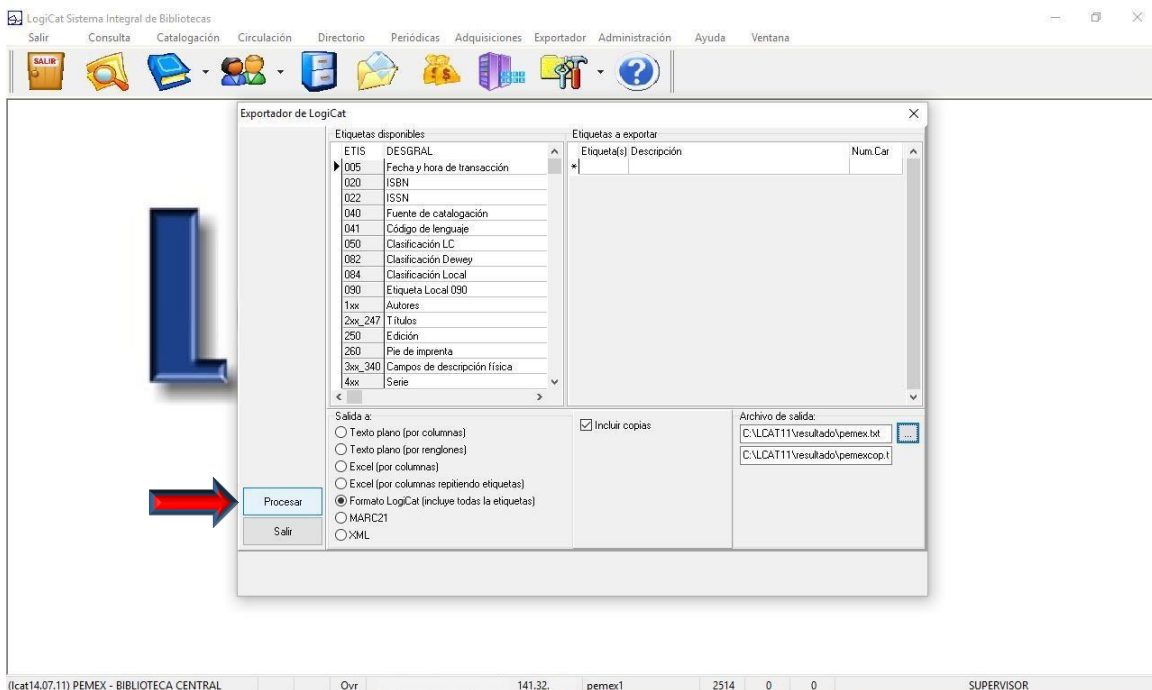 LogiCat Sistema Integral de Bibliotecas
Salir Consulta Catalogación Circulación Directorio Periódicas Adquisiciones Exportador Administración Ayuda Ventana
SALIR
L
Exportador de LogiCat
Etiquetas disponibles
ETIS DESGRAL
005 Fecha y hora de transacción
020 ISBN
022 ISSN
040 Fuente de catalogación
041 Código de lenguaje
050 Clasificación LC
082 Clasificación Dewey
084 Clasificación Local
090 Etiqueta Local 090
1xx Autores
2xx_247 Títulos
250 Edición
260 Pie de imprenta
3xx_340 Campos de descripción física
4xx Serie
Etiquetas a exportar
Etiqueta(s) Descripción Num.Car
*
Salida a:
Texto plano (por columnas)
Texto plano (por renglones)
Excel (por columnas)
Excel (por columnas repitiendo etiquetas)
Formato LogiCat (incluye todas la etiquetas)
MARC21
XML
Incluir copias
Archivo de salida:
C:\LCAT11\resultado\pemex.txt ...
C:\LCAT11\resultado\pemexcop.t
Procesar
Salir
(lcat14.07.11) PEMEX - BIBLIOTECA CENTRAL Ovr 141.32. pemex1 2514 0 0 SUPERVISOR